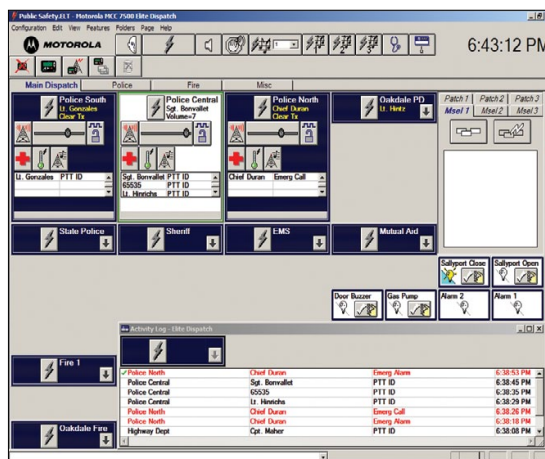 Public Safety.ELT - Motorola MCC 7500 Elite Dispatch
Configuration Edit View Features Folders Page Help
MOTOROLA
6:43:12 PM
Main Dispatch Police Fire Misc
Police South
Lt. Gonzales
Clear Tx
Police Central
Sgt. Bonvallet
Volume=7
Police North
Chief Duran
Clear Tx
Oakdale PD
Lt. Hintz
Patch 1 Patch 2 Patch 3
Msel 1 Msel 2 Msel 3
Lt. Gonzales PTT ID
Sgt. Bonvallet PTT ID
65535 PTT ID
Lt. Hinrichs PTT ID
Chief Duran Emerg Call
State Police
Sheriff
EMS
Mutual Aid
Sallyport Close
Sallyport Open
Door Buzzer
Gas Pump
Alarm 2
Alarm 1
Activity Log - Elite Dispatch
Fire 1
Police North Chief Duran Emerg Alarm 6:38:53 PM
Police Central Sgt. Bonvallet PTT ID 6:38:45 PM
Police Central 65535 PTT ID 6:38:35 PM
Police Central Lt. Hinrichs PTT ID 6:38:29 PM
Police North Chief Duran Emerg Call 6:38:26 PM
Police North Chief Duran Emerg Alarm 6:38:18 PM
Highway Dept Cpt. Maher PTT ID 6:38:08 PM
Oakdale Fire